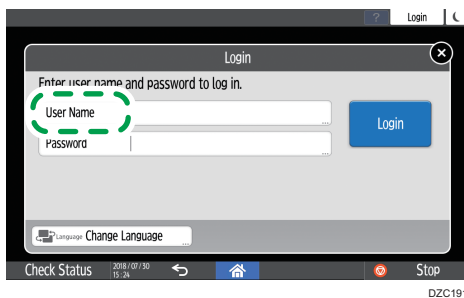 ? Login
Login
Enter user name and password to log in.
User Name
Login
Password
Language Change Language
Check Status 2018/07/30 15:24 Stop
DZC191